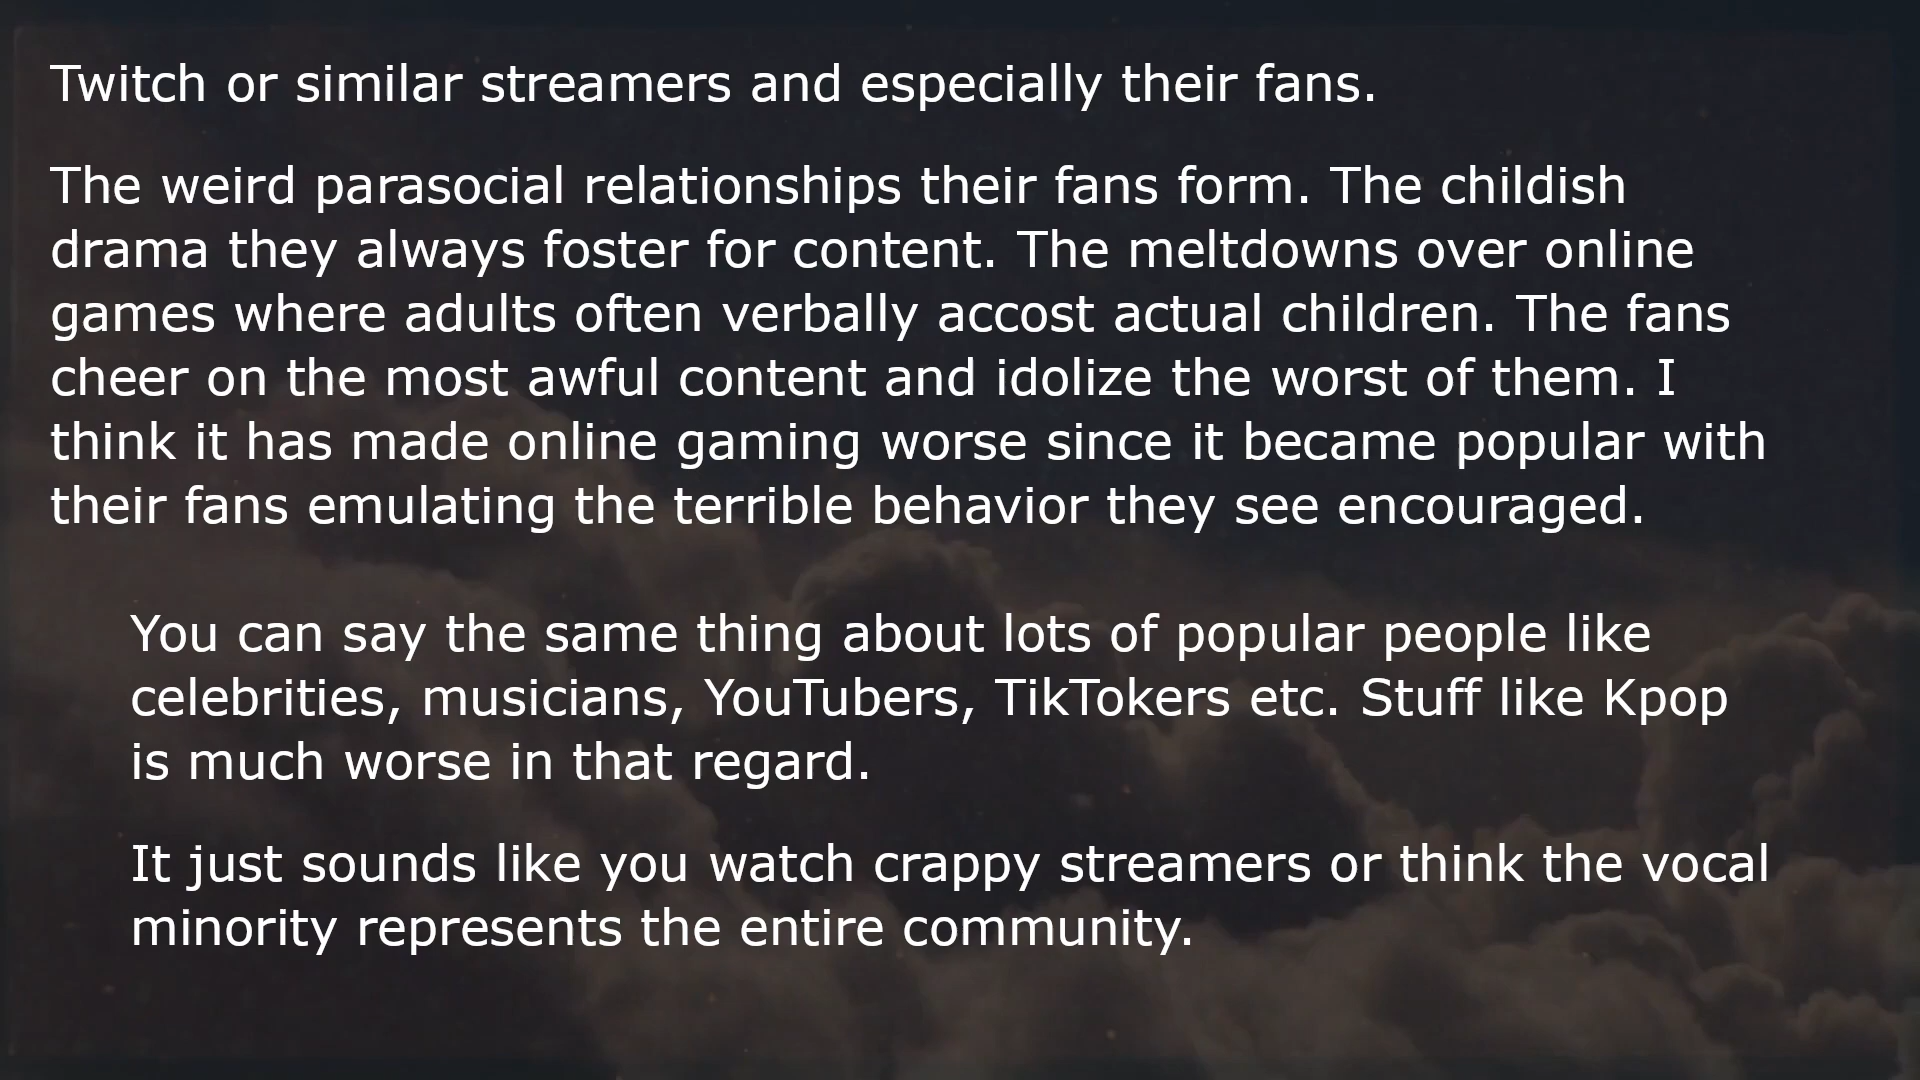 Twitch or similar streamers and especially their fans.
The weird parasocial relationships their fans form. The childish
drama they always foster for content. The meltdowns over online
games where adults often verbally accost actual children. The fans
cheer on the most awful content and idolize the worst of them. I
think it has made online gaming worse since it became popular with
their fans emulating the terrible behavior they see encouraged.
You can say the same thing about lots of popular people like
celebrities, musicians, YouTubers, TikTokers etc. Stuff like Kpop
is much worse in that regard.
It just sounds like you watch crappy streamers or think the vocal
minority represents the entire community.